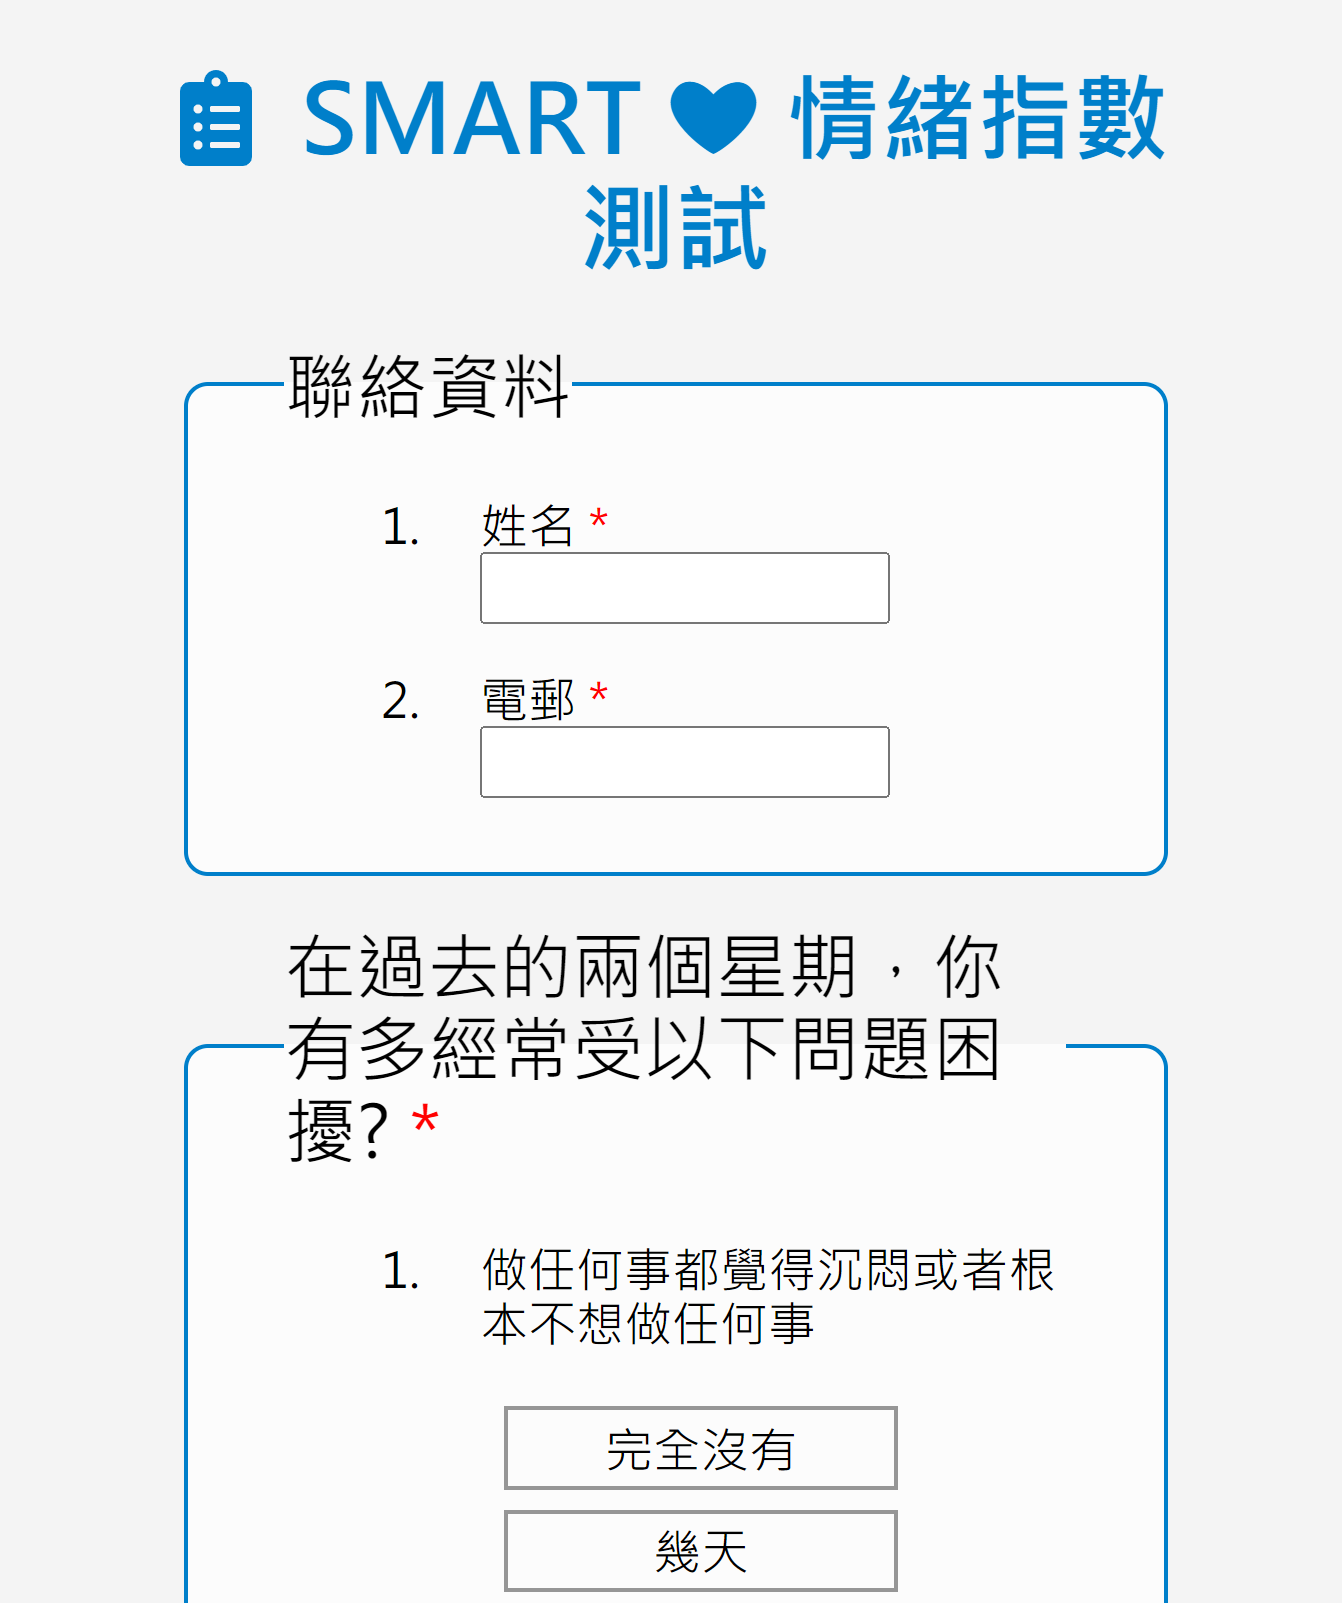 SMART 情緒指數
測試
聯絡資料
1. 姓名 *
2. 電郵 *
在過去的兩個星期，你
有多經常受以下問題困
擾? *
1. 做任何事都覺得沉悶或者根
本不想做任何事
完全沒有
幾天